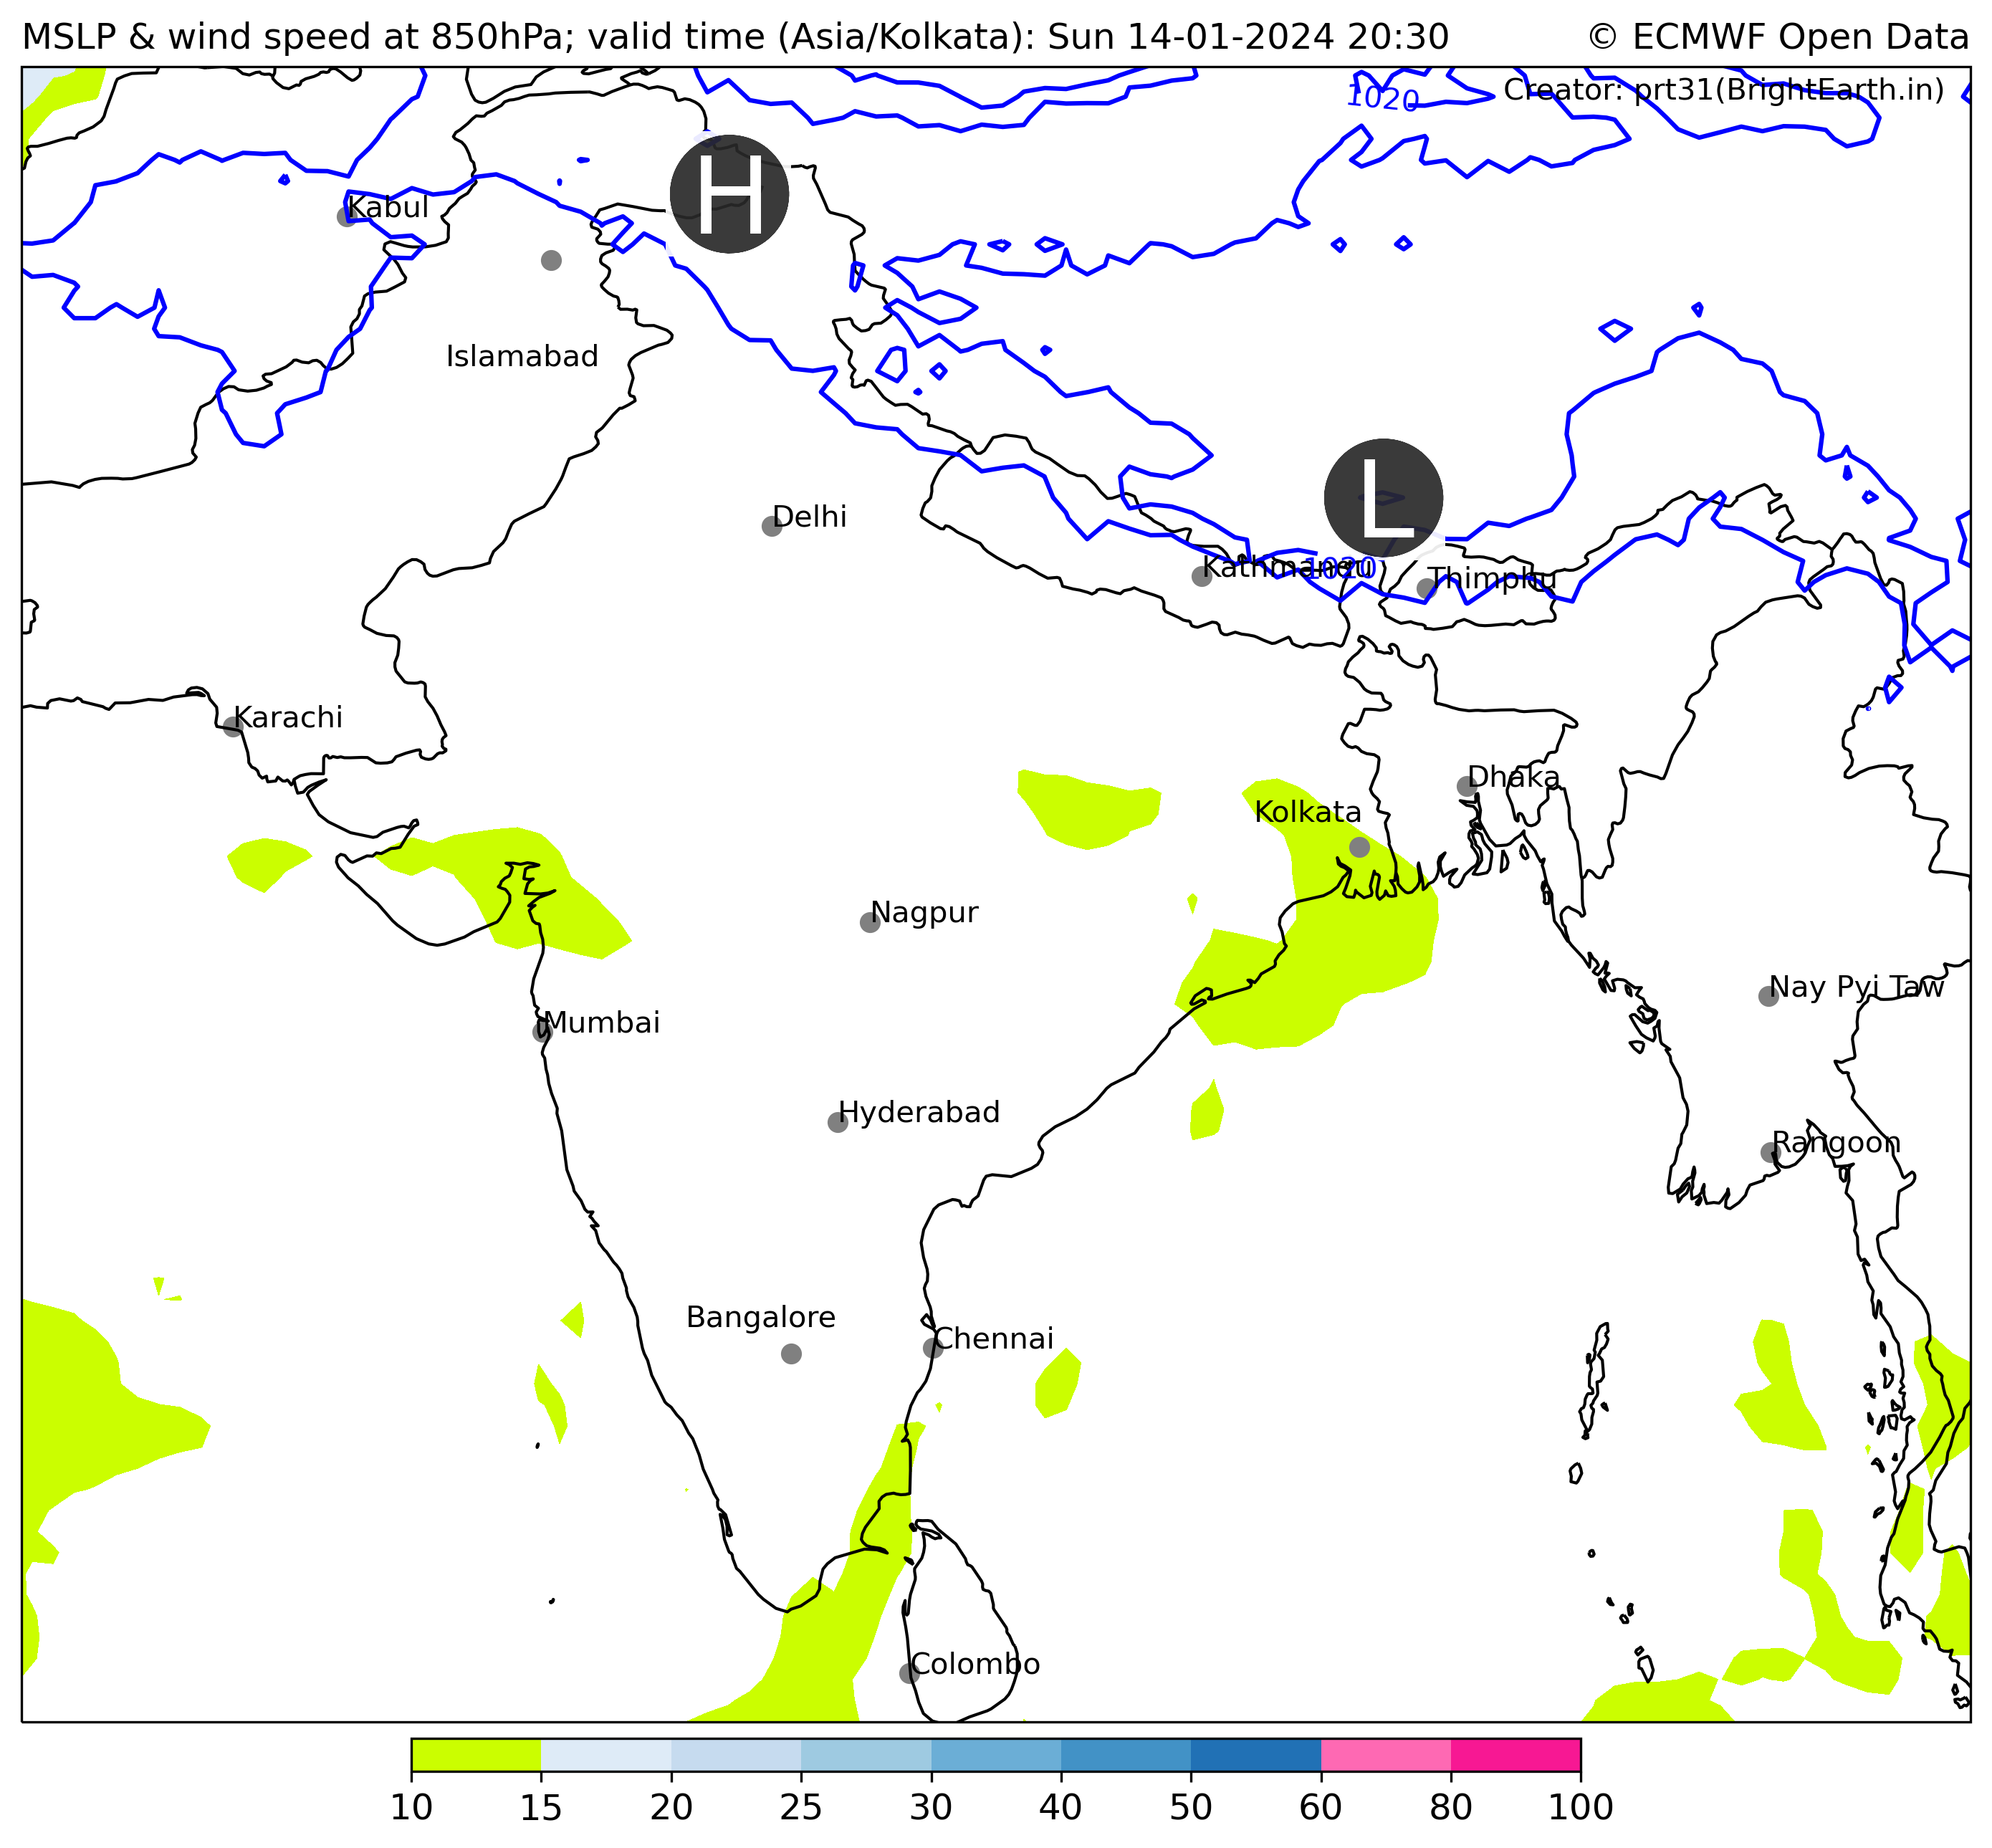 MSLP & wind speed at 850hPa; valid time (Asia/Kolkata): Sun 14-01-2024 20:30
© ECMWF Open Data
1020
Creator: prt31(BrightEarth.in)
H
Kabul
Islamabad
L
Delhi
Kathmandu
1020
Thimphu
Karachi
Dhaka
Kolkata
Nagpur
Nay Pyi Taw
Mumbai
Hyderabad
Rangoon
Bangalore
Chennai
Colombo
10 15 20 25 30 40 50 60 80 100